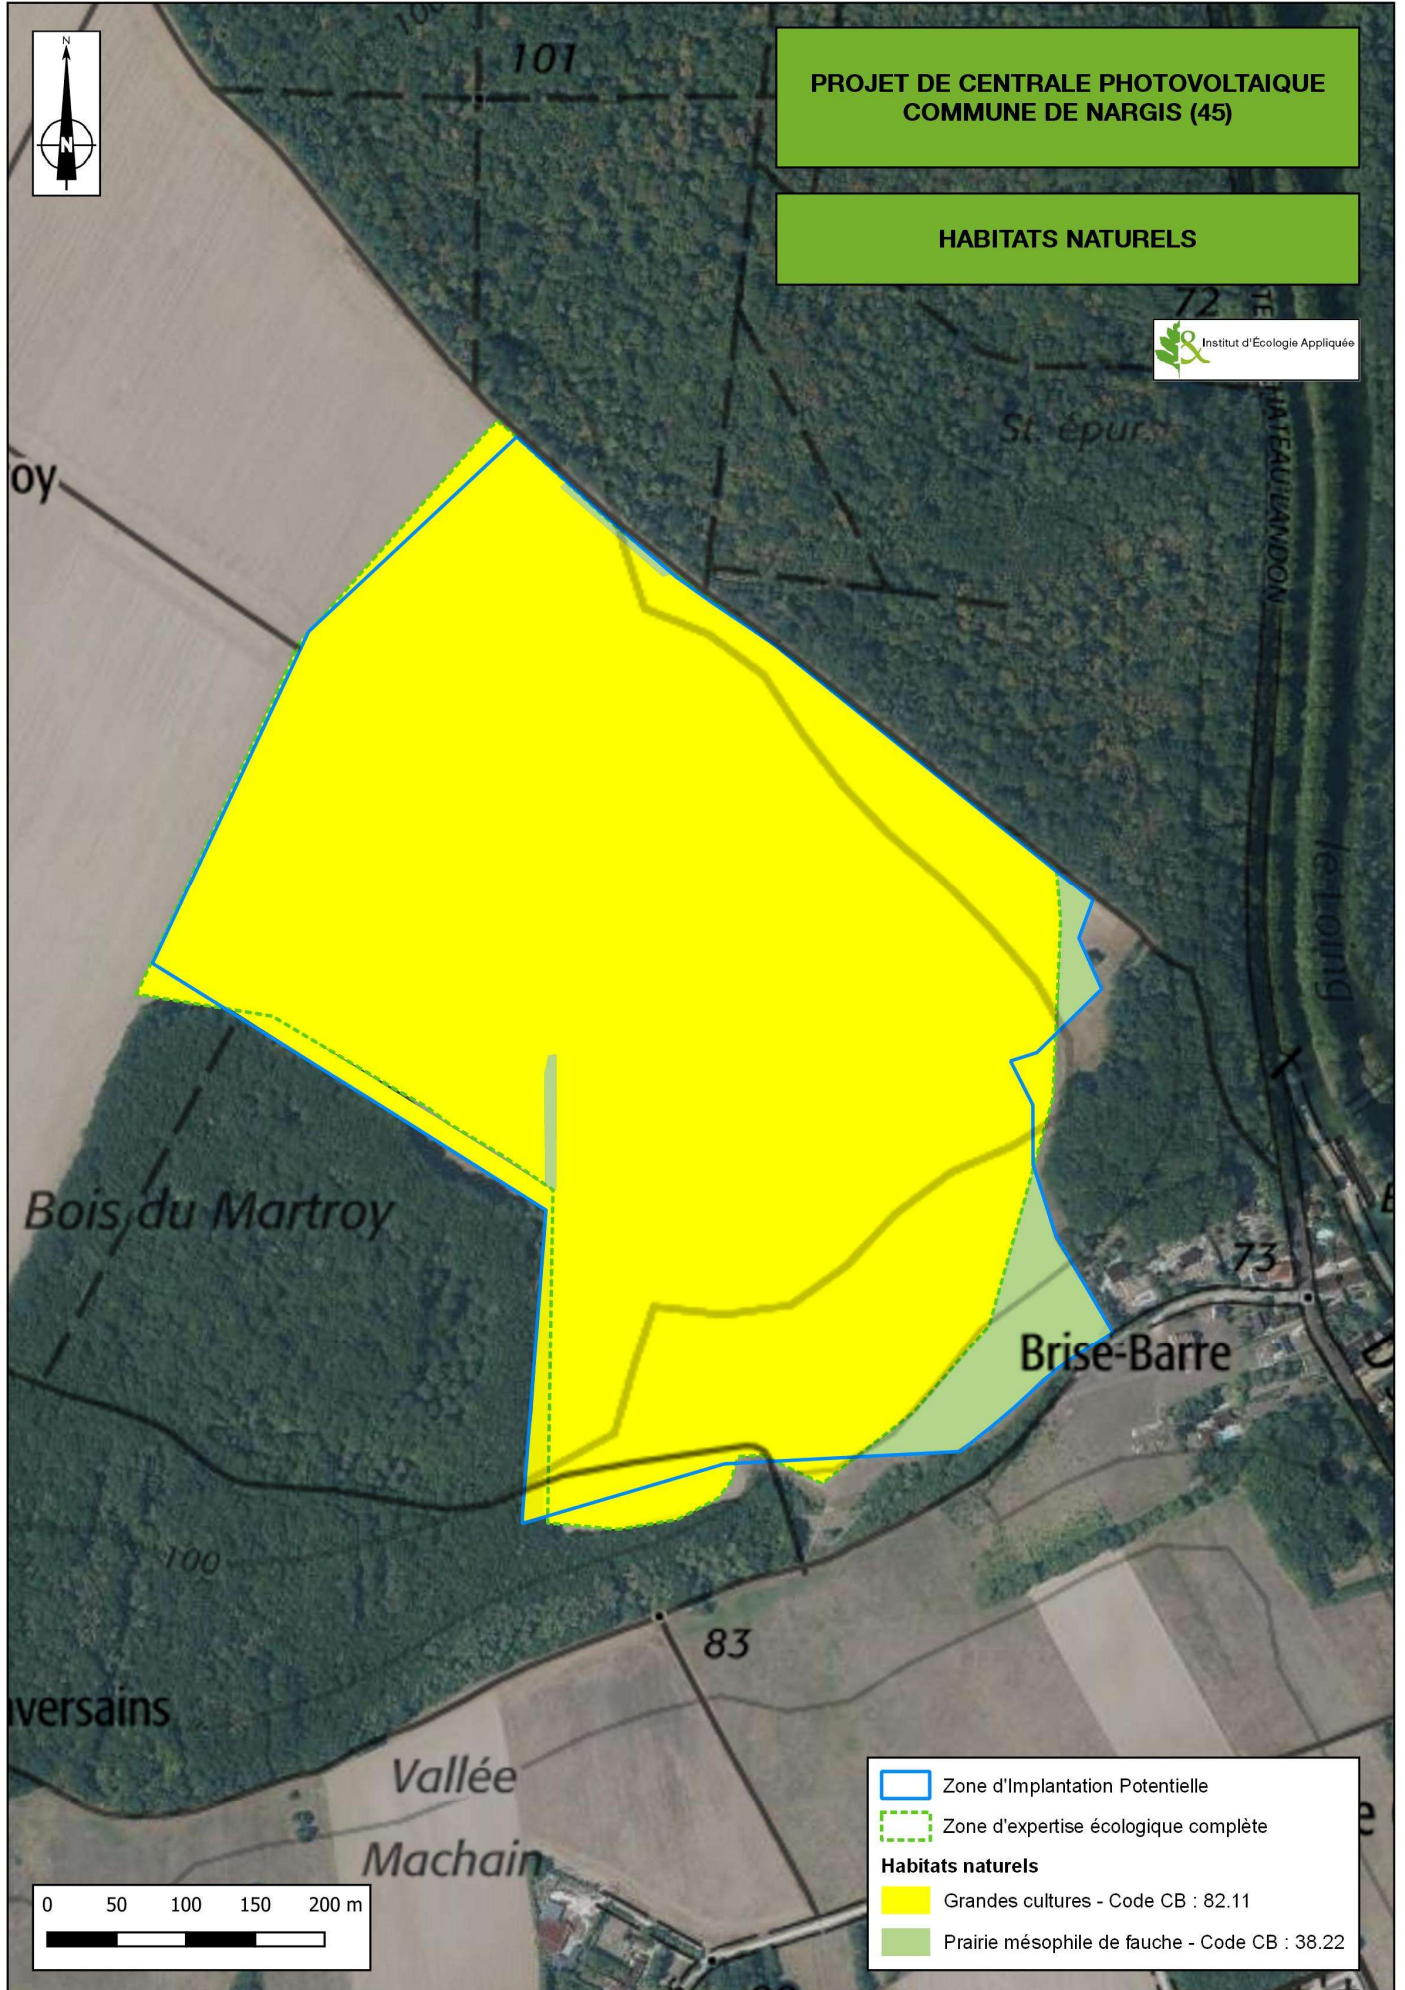 N
N
100
101
PROJET DE CENTRALE PHOTOVOLTAIQUE
COMMUNE DE NARGIS (45)
HABITATS NATURELS
72
Institut d'Écologie Appliquée
St. épur.
oy
le Loing
Bois du Martroy
73
Brise-Barre
100
83
versains
Vallée
Machain
Zone d'Implantation Potentielle
Zone d'expertise écologique complète
Habitats naturels
Grandes cultures - Code CB : 82.11
Prairie mésophile de fauche - Code CB : 38.22
0 50 100 150 200 m